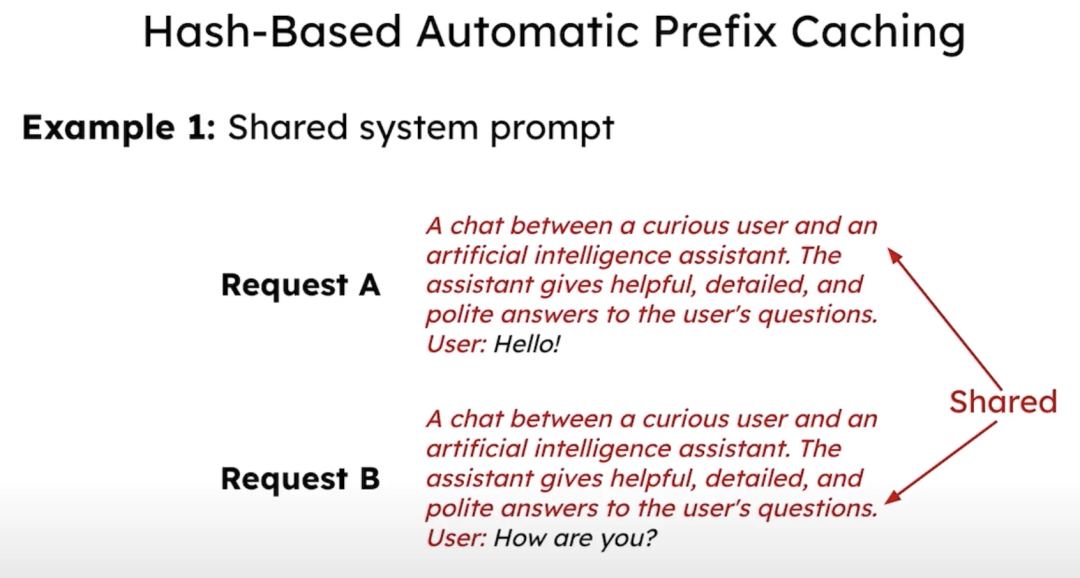 Hash-Based Automatic Prefix Caching
Example 1: Shared system prompt
Request A
A chat between a curious user and an
artificial intelligence assistant. The
assistant gives helpful, detailed, and
polite answers to the user's questions.
User: Hello!
Shared
Request B
A chat between a curious user and an
artificial intelligence assistant. The
assistant gives helpful, detailed, and
polite answers to the user's questions.
User: How are you?